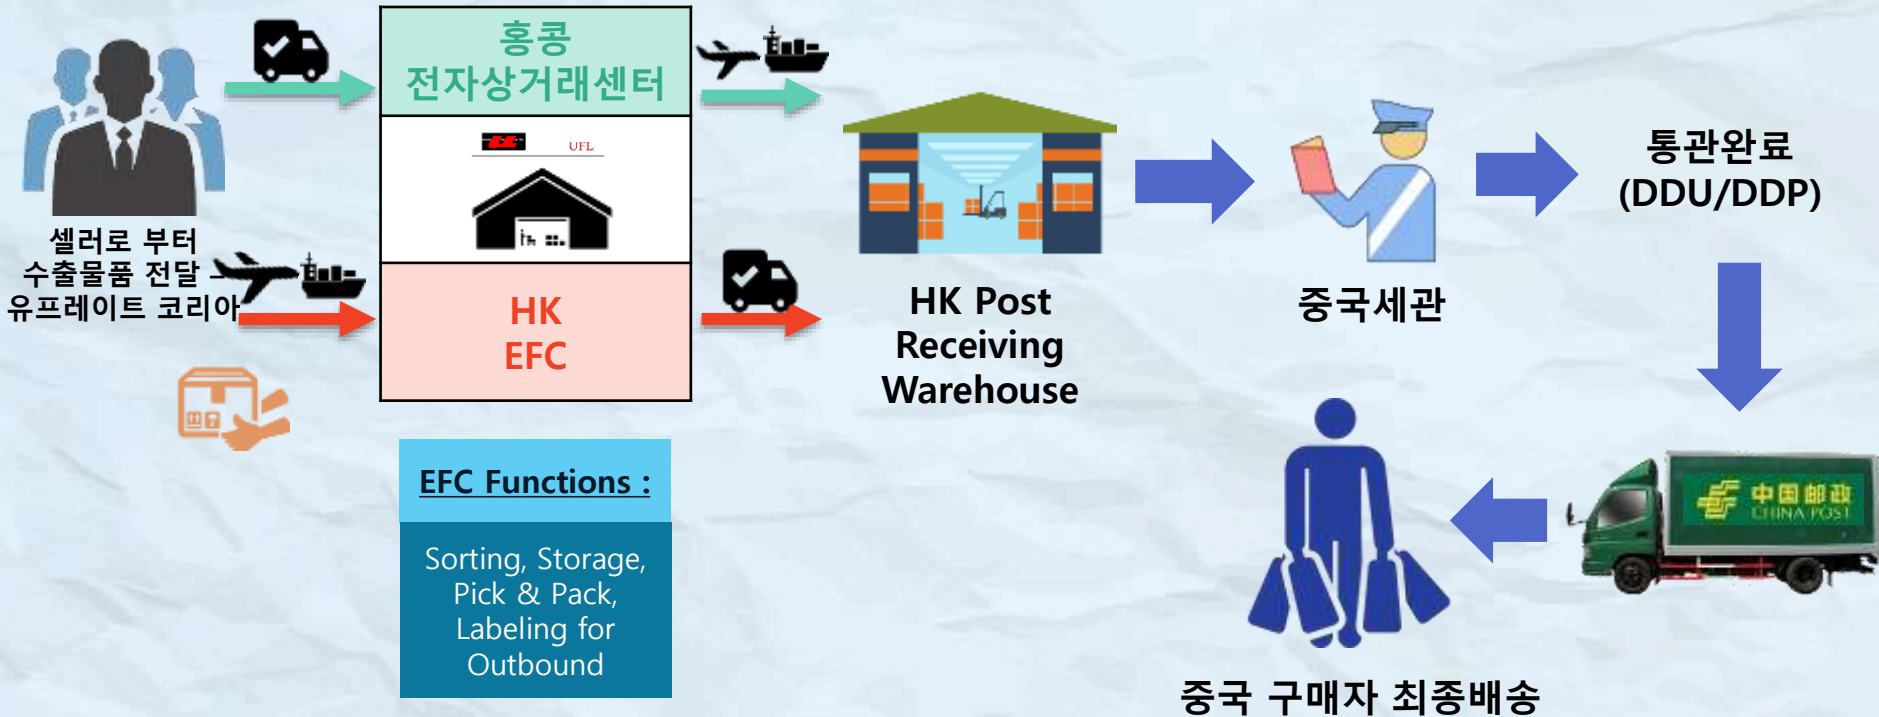 셀러로 부터
수출물품 전달 –
유프레이트 코리아
홍콩
전자상거래센터
UFL
HK
EFC
EFC Functions :
Sorting, Storage,
Pick & Pack,
Labeling for
Outbound
HK Post
Receiving
Warehouse
중국세관
통관완료
(DDU/DDP)
中国邮政
CHINA POST
중국 구매자 최종배송